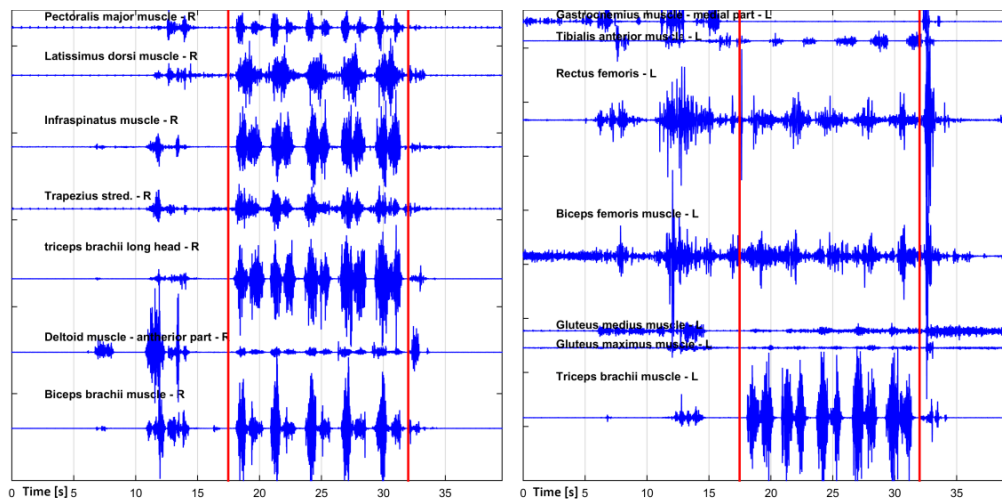 Pectoralis major muscle - R
Latissimus dorsi muscle - R
Infraspinatus muscle - R
Trapezius stred. - R
triceps brachii long head - R
Deltoid muscle - antherior part - R
Biceps brachii muscle - R
Time [s]
0 5 10 15 20 25 30 35
Gastrocnemius muscle - medial part - L
Tibialis anterior muscle - L
Rectus femoris - L
Biceps femoris muscle - L
Gluteus medius muscle - L
Gluteus maximus muscle - L
Triceps brachii muscle - L
Time [s]
0 5 10 15 20 25 30 35